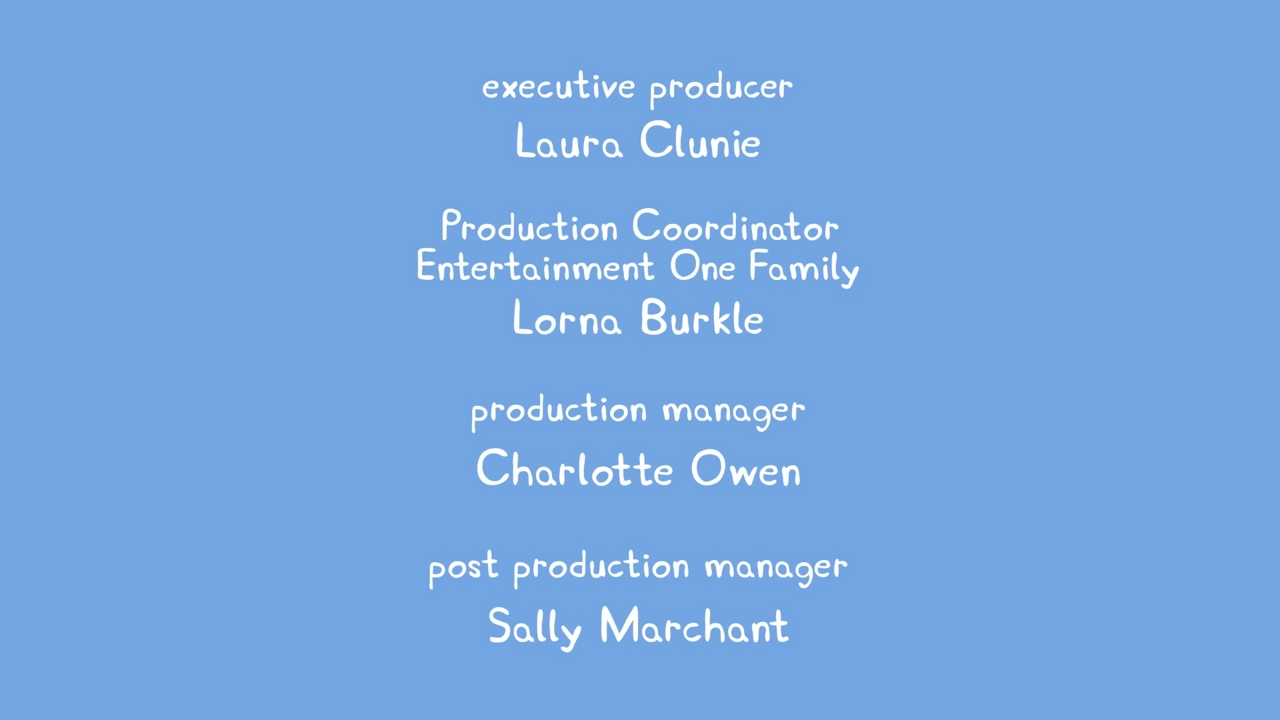 executive producer
Laura Clunie
Production Coordinator
Entertainment One Family
Lorna Burkle
production manager
Charlotte Owen
post production manager
Sally Marchant